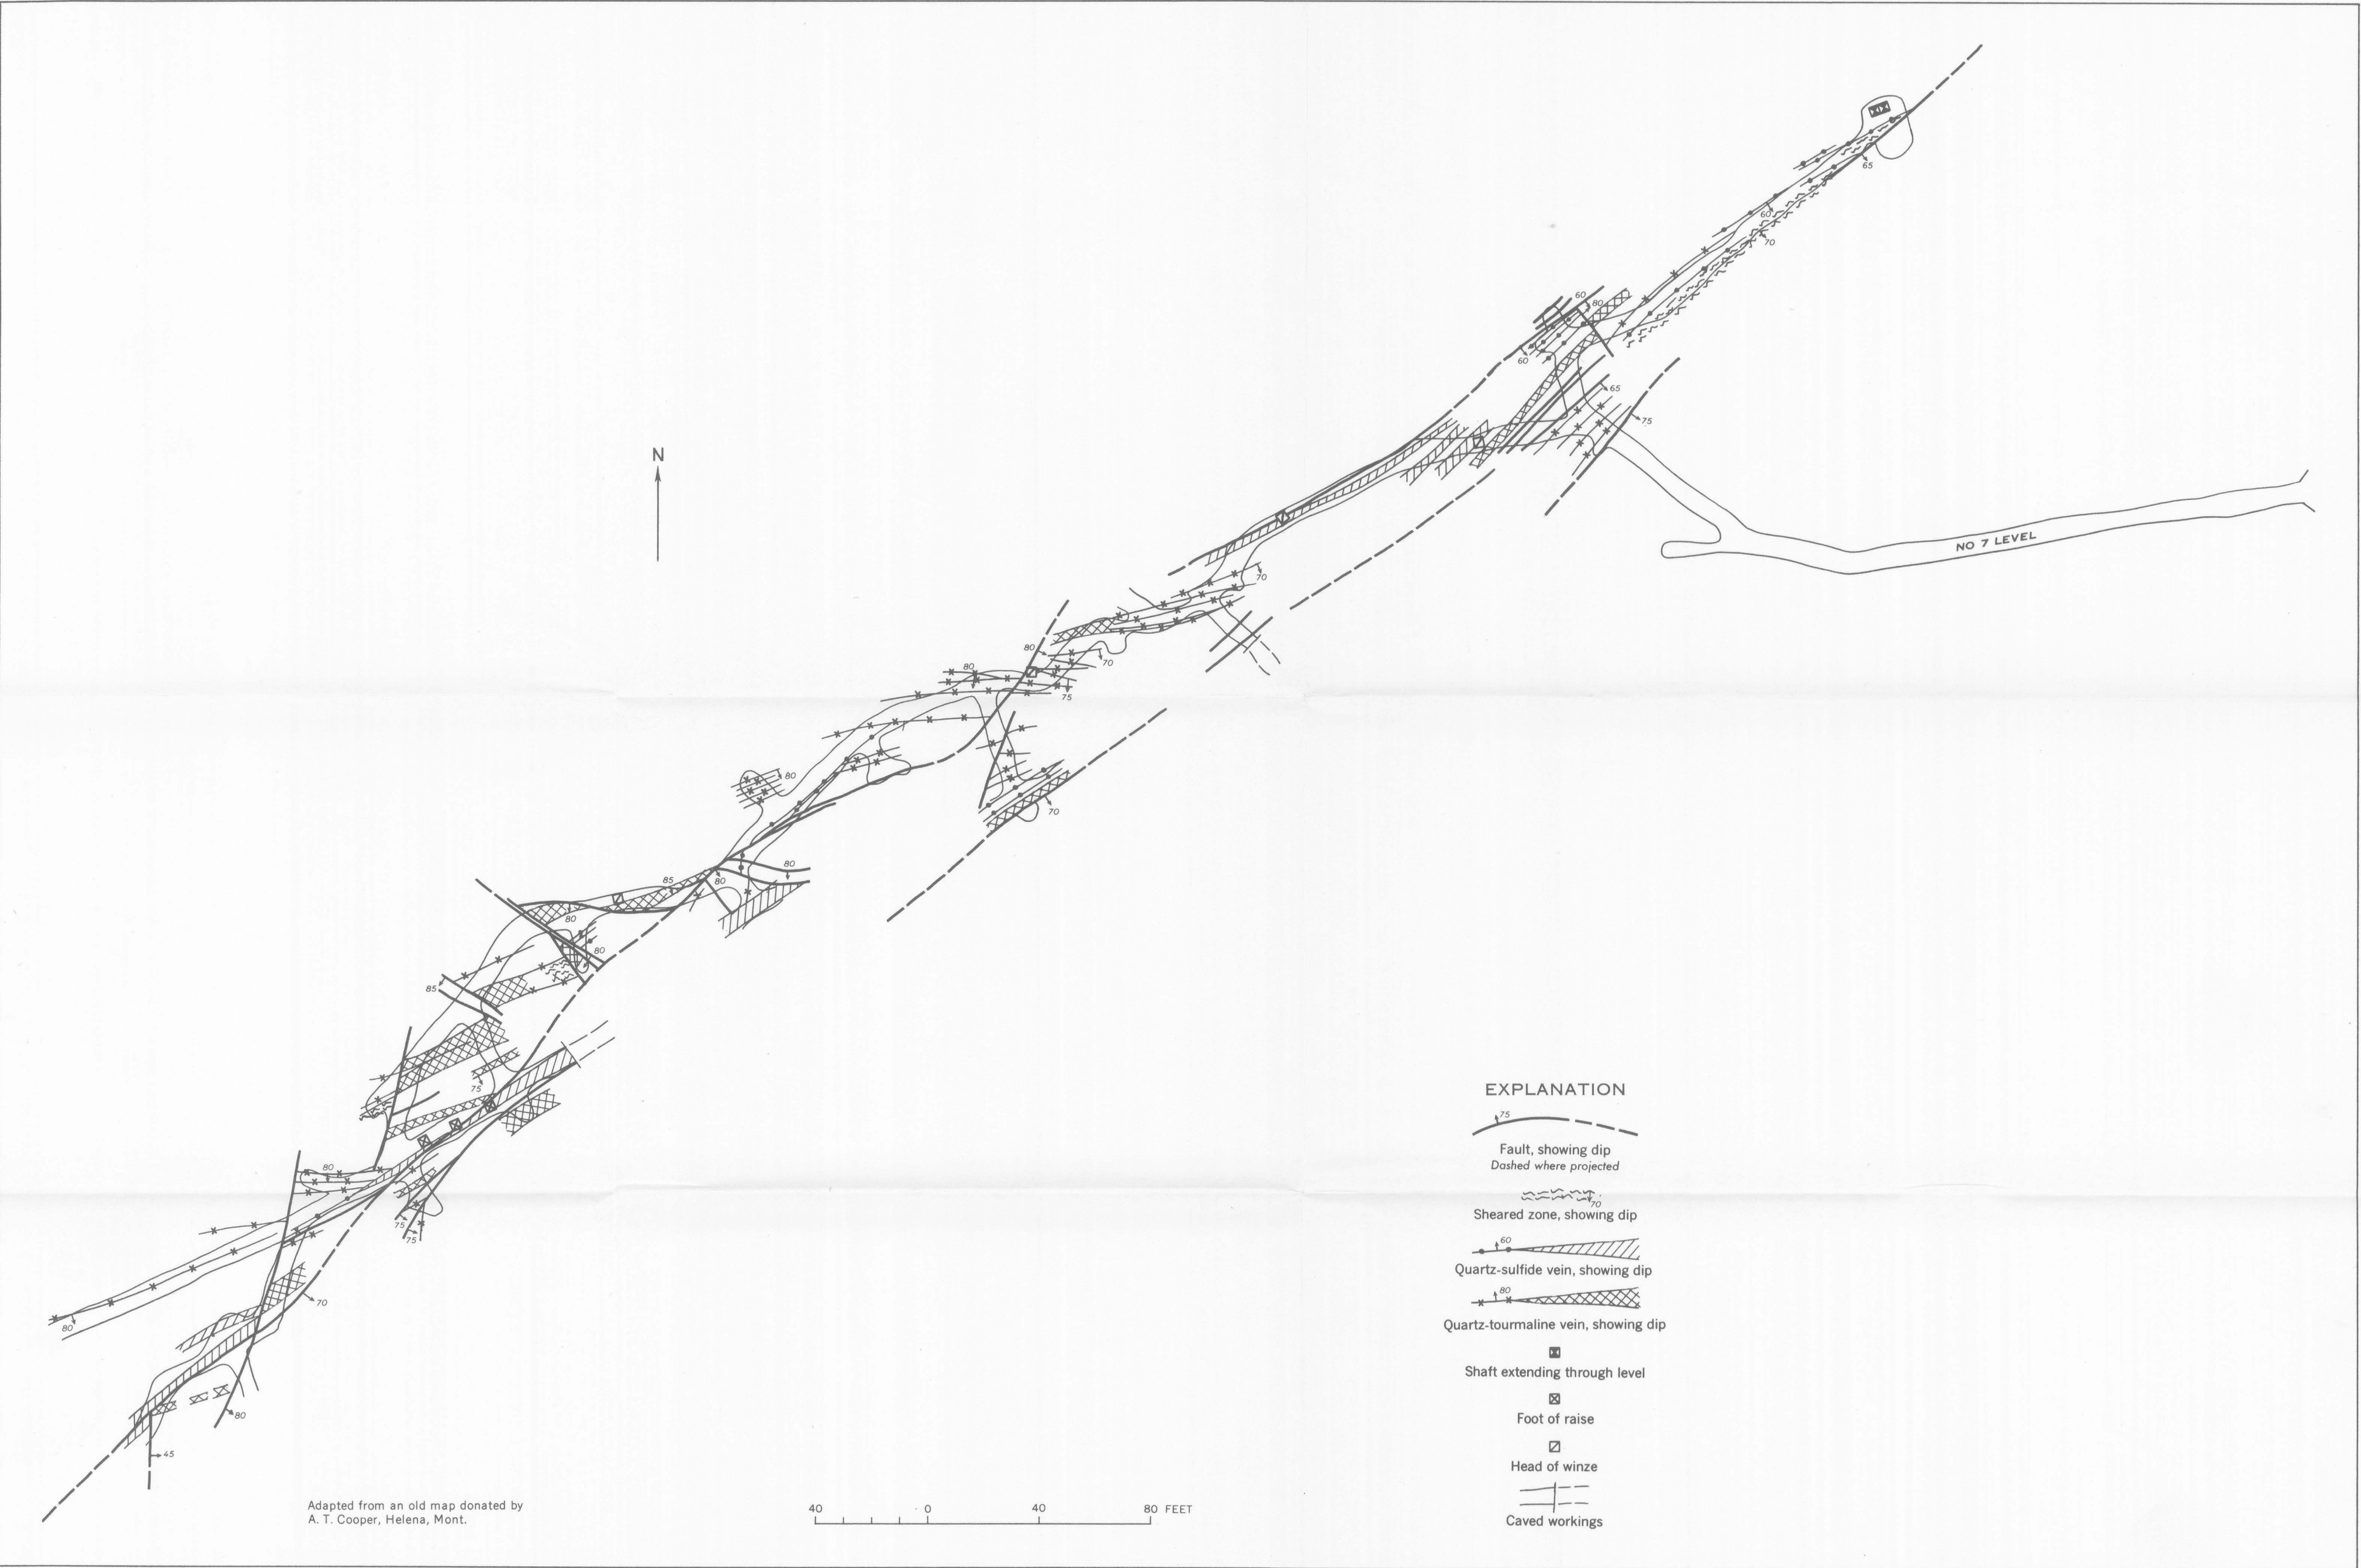 65
60
70
60
80
60
65
75
N
NO 7 LEVEL
70
80
70
80
75
80
70
80
85
80
80
80
85
75
80
75
75
70
80
80
45
EXPLANATION
75
Fault, showing dip
Dashed where projected
70
Sheared zone, showing dip
60
Quartz-sulfide vein, showing dip
80
Quartz-tourmaline vein, showing dip
Shaft extending through level
Foot of raise
Head of winze
Caved workings
Adapted from an old map donated by
A. T. Cooper, Helena, Mont.
40 0 40 80 FEET